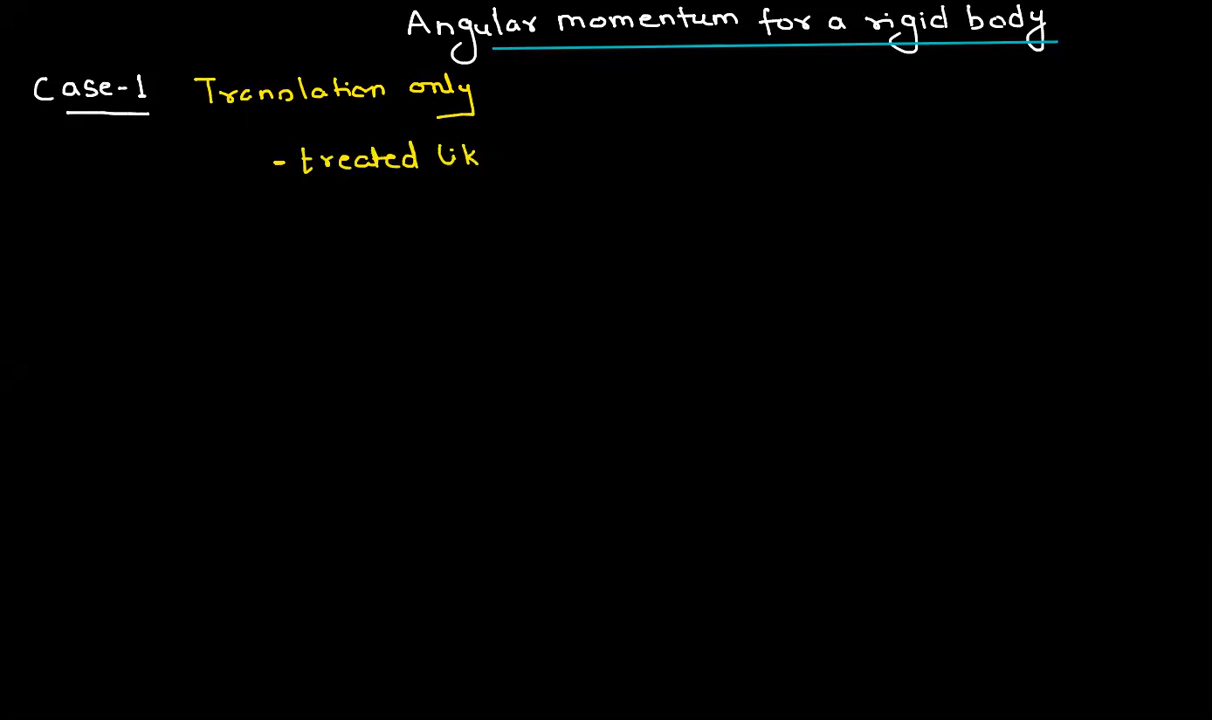 Angular momentum for a rigid body
Case-1 Translation only
- treated lik